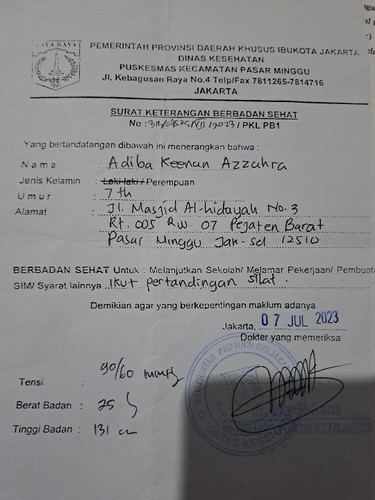 JAYA RAYA
PEMERINTAH PROVINSI DAERAH KHUSUS IBUKOTA JAKARTA
DINAS KESEHATAN
PUSKESMAS KECAMATAN PASAR MINGGU
Jl. Kebagusan Raya No.4 Telp/Fax 7811265-7814716
JAKARTA
SURAT KETERANGAN BERBADAN SEHAT
No : / PKL PB1
Yang bertandatangan dibawah ini menerangkan bahwa :
Nama : Adiba Keenan Azzahra
Jenis Kelamin : Laki-laki / Perempuan
Umur : 7 th
Alamat : Jl. Masjid Al-hidayah No. 3
Rt. 005 Rw. 07 Pejaten Barat
Pasar Minggu Jak-sel 12510
BERBADAN SEHAT Untuk : Melanjutkan Sekolah/ Melamar Pekerjaan/ Pembuata
SIM/ Syarat lainnya Ikut pertandingan silat.
Demikian agar yang berkepentingan maklum adanya
Jakarta, 07 JUL 2023
Dokter yang memeriksa
Tensi : 90/60 mmHg
Berat Badan : 25
Tinggi Badan : 131 cm